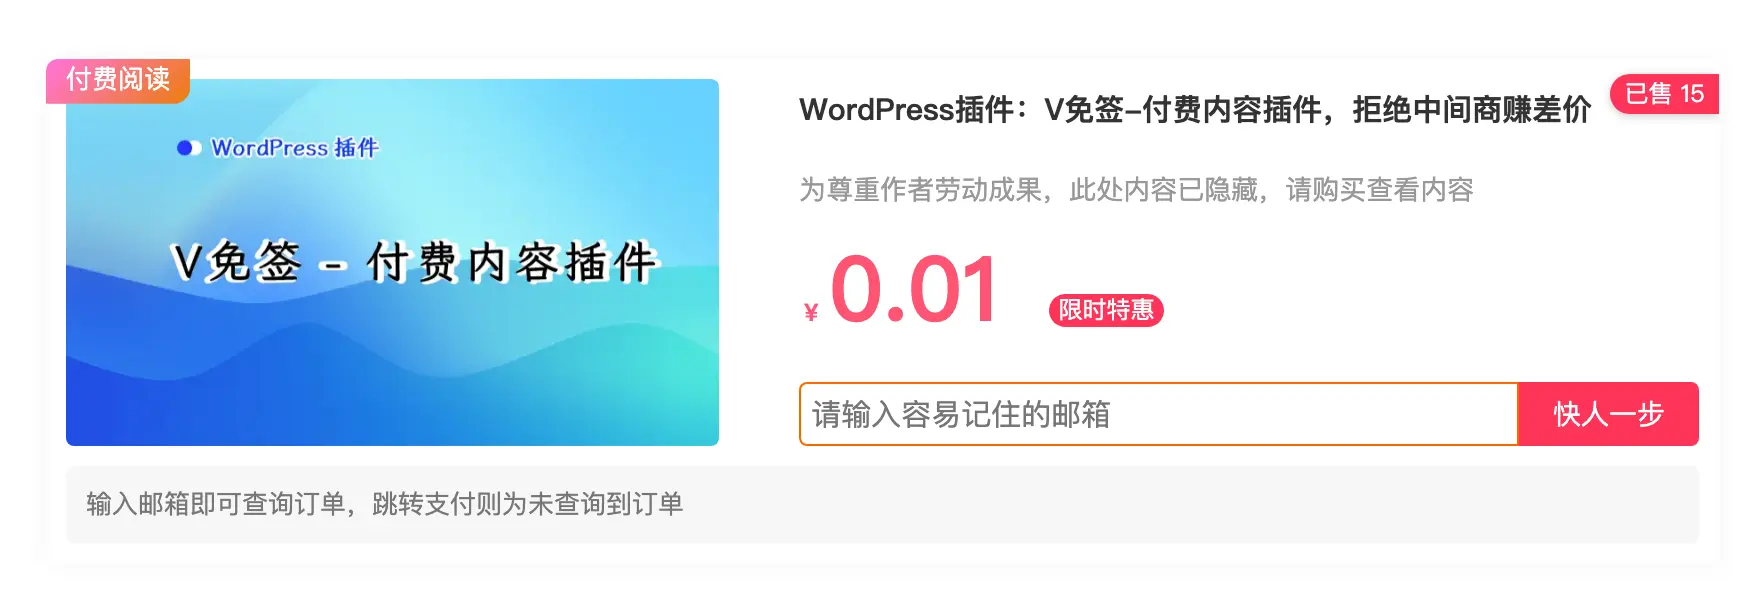 付费阅读
WordPress 插件
V免签 - 付费内容插件
WordPress插件：V免签-付费内容插件，拒绝中间商赚差价
已售 15
为尊重作者劳动成果，此处内容已隐藏，请购买查看内容
¥ 0.01 限时特惠
请输入容易记住的邮箱 快人一步
输入邮箱即可查询订单，跳转支付则为未查询到订单